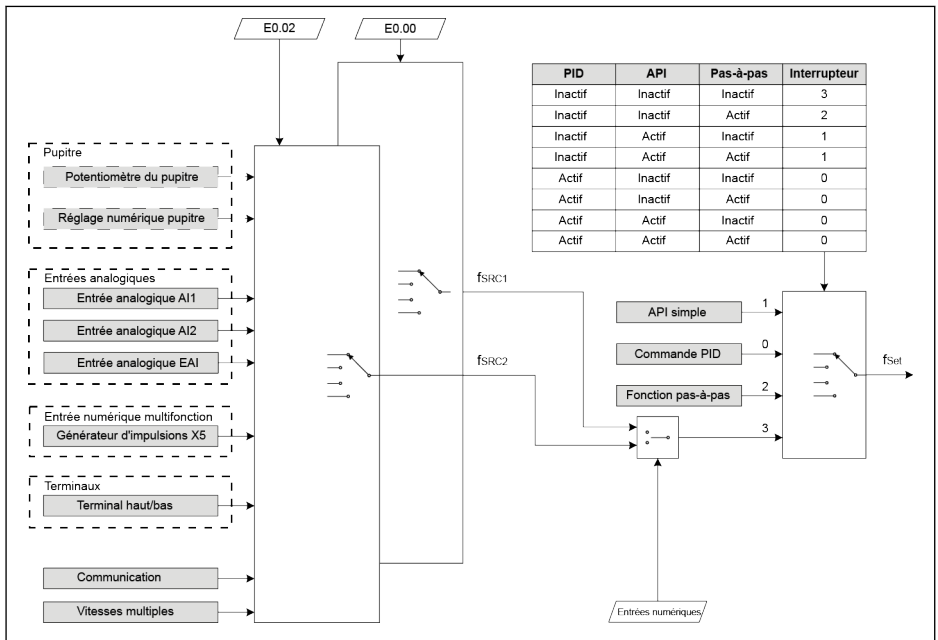 E0.02
E0.00
PID API Pas-à-pas Interrupteur
Inactif Inactif Inactif 3
Inactif Inactif Actif 2
Inactif Actif Inactif 1
Inactif Actif Actif 1
Actif Inactif Inactif 0
Actif Inactif Actif 0
Actif Actif Inactif 0
Actif Actif Actif 0
Pupitre
Potentiomètre du pupitre
Réglage numérique pupitre
Entrées analogiques
Entrée analogique AI1
Entrée analogique AI2
Entrée analogique EAI
Entrée numérique multifonction
Générateur d'impulsions X5
Terminaux
Terminal haut/bas
Communication
Vitesses multiples
fSRC1
fSRC2
API simple
1
Commande PID
0
Fonction pas-à-pas
2
3
fSet
Entrées numériques